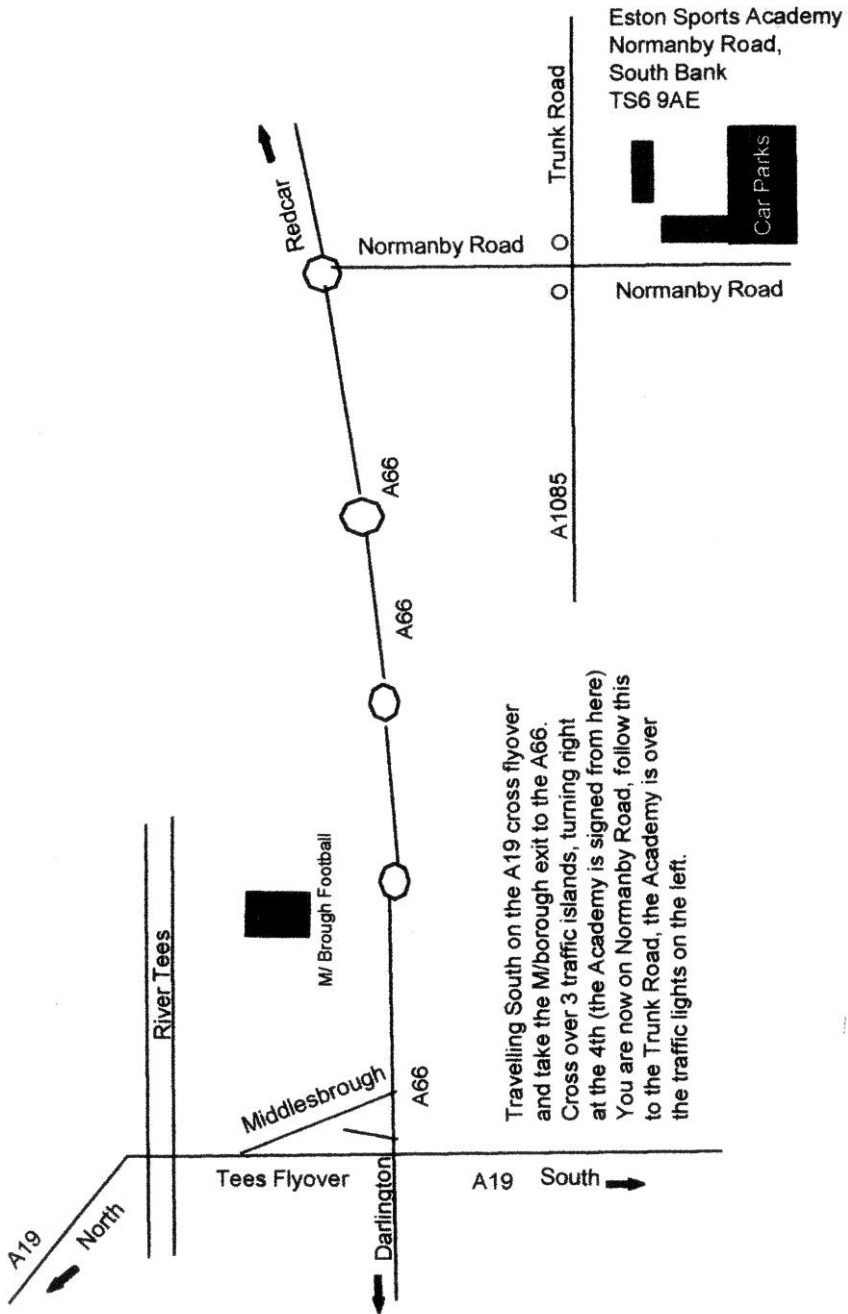 Eston Sports Academy
Normanby Road,
South Bank
TS6 9AE
Car Parks
Trunk Road
Redcar
Normanby Road
Normanby Road
A66
A1085
A66
River Tees
M/ Brough Football
Middlesbrough
A66
Tees Flyover
A19 South
Darlington
A19
North
Travelling South on the A19 cross flyover
and take the M/borough exit to the A66.
Cross over 3 traffic islands, turning right
at the 4th (the Academy is signed from here)
You are now on Normanby Road, follow this
to the Trunk Road, the Academy is over
the traffic lights on the left.